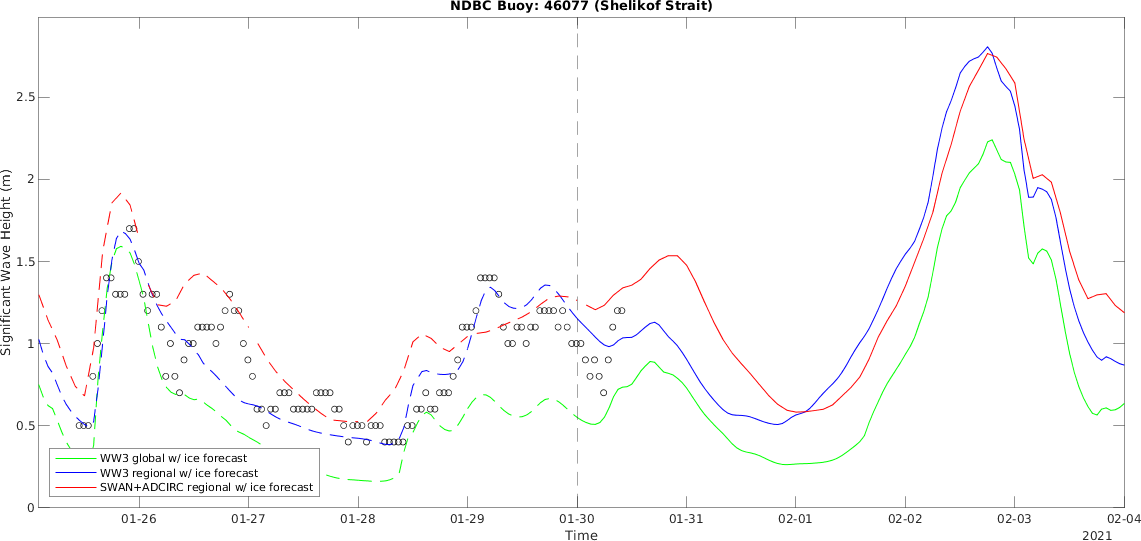 NDBC Buoy: 46077 (Shelikof Strait)
Significant Wave Height (m)
2.5
2
1.5
1
0.5
0
WW3 global w/ ice forecast
WW3 regional w/ ice forecast
SWAN+ADCIRC regional w/ ice forecast
01-26 01-27 01-28 01-29 01-30 01-31 02-01 02-02 02-03 02-04
Time
2021